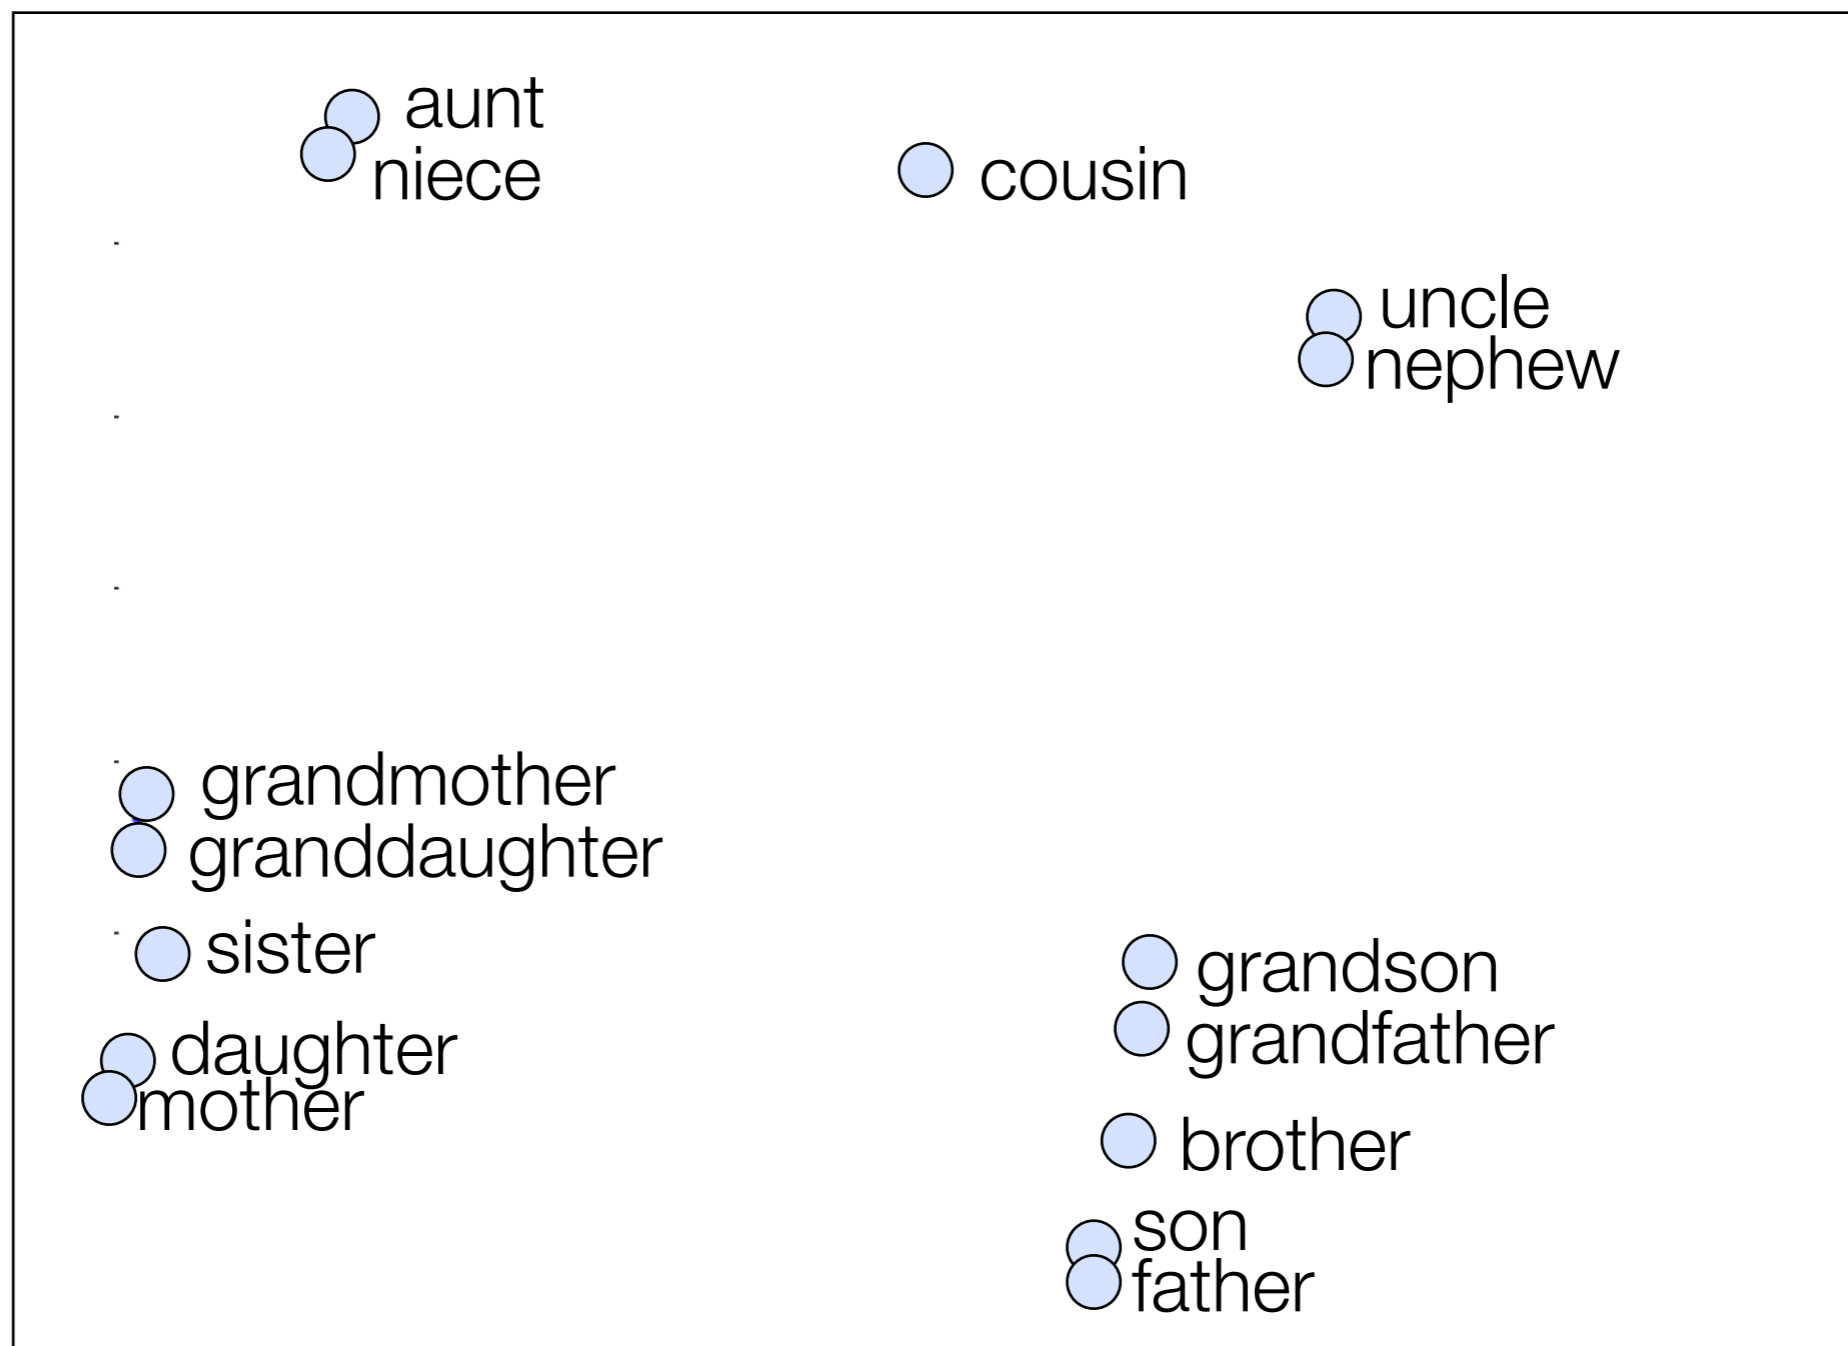 aunt
niece
cousin
uncle
nephew
grandmother
granddaughter
sister
daughter
mother
grandson
grandfather
brother
son
father